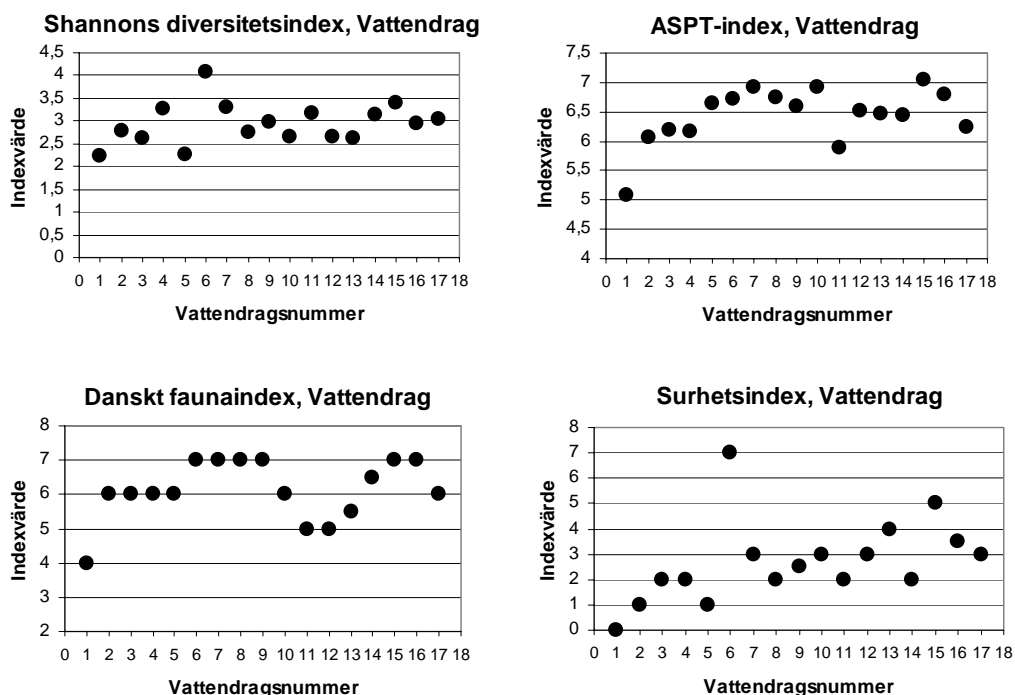 Shannons diversitetsindex, Vattendrag
4,5
4
3,5
3
2,5
2
1,5
1
0,5
0
Indexvärde
0 1 2 3 4 5 6 7 8 9 10 11 12 13 14 15 16 17 18
Vattendragsnummer
ASPT-index, Vattendrag
7,5
7
6,5
6
5,5
5
4,5
4
Indexvärde
0 1 2 3 4 5 6 7 8 9 10 11 12 13 14 15 16 17 18
Vattendragsnummer
Danskt faunaindex, Vattendrag
8
7
6
5
4
3
2
Indexvärde
0 1 2 3 4 5 6 7 8 9 10 11 12 13 14 15 16 17 18
Vattendragsnummer
Surhetsindex, Vattendrag
8
7
6
5
4
3
2
1
0
Indexvärde
0 1 2 3 4 5 6 7 8 9 10 11 12 13 14 15 16 17 18
Vattendragsnummer